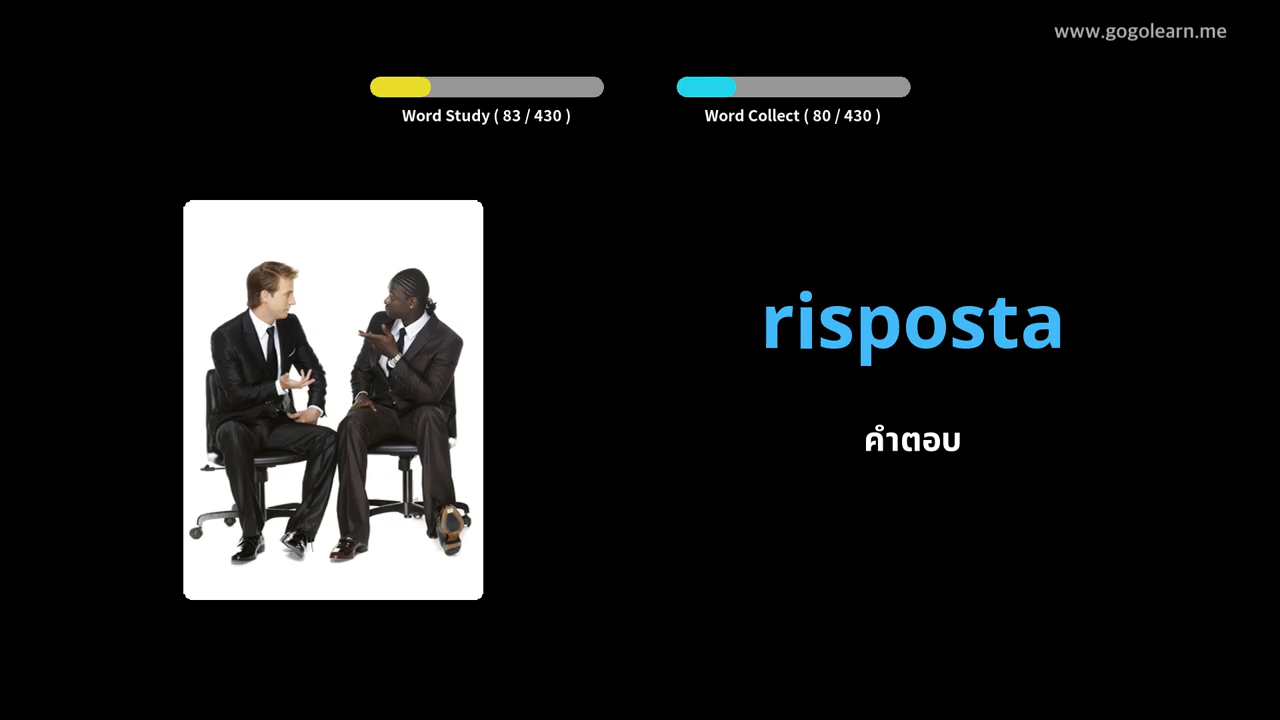 www.gogolearn.me
Word Study ( 83 / 430 )
Word Collect ( 80 / 430 )
risposta
คำตอบ